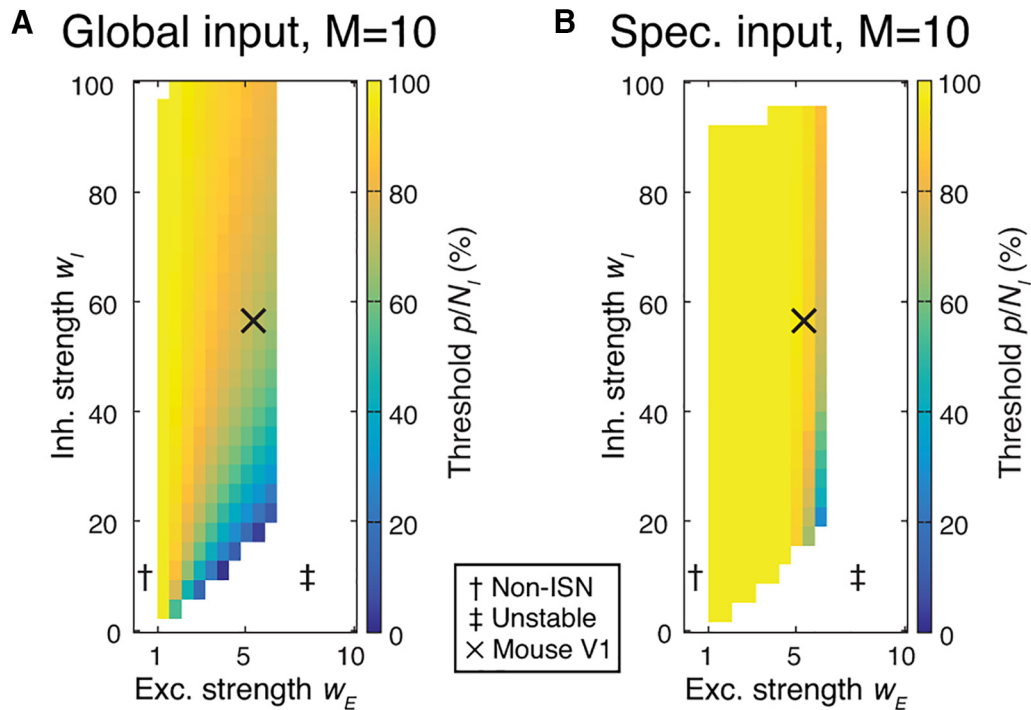 A Global input, M=10
100
80
60
40
20
0
1 5 10
Inh. strength w_I
Exc. strength w_E
100
80
60
40
20
0
Threshold p/N_I (%)
† Non-ISN
‡ Unstable
× Mouse V1
†
‡
B Spec. input, M=10
100
80
60
40
20
0
1 5 10
Inh. strength w_I
Exc. strength w_E
100
80
60
40
20
0
Threshold p/N_I (%)
†
‡